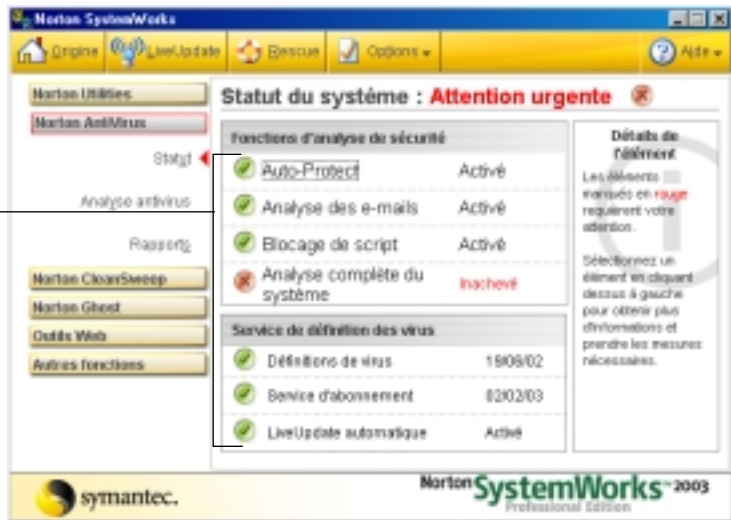 Norton SystemWorks
Origine LiveUpdate Rescue Options Aide
Norton Utilities
Norton AntiVirus
Statut
Analyse antivirus
Rapports
Norton CleanSweep
Norton Ghost
Outils Web
Autres fonctions
Statut du système : Attention urgente
Fonctions d'analyse de sécurité
Auto-Protect Activé
Analyse des e-mails Activé
Blocage de script Activé
Analyse complète du
système Inachevé
Service de définition des virus
Définitions de virus
Service d'abonnement 02/02/03
LiveUpdate automatique Activé
Détails de
l'élément
Les éléments
marqués en rouge
requièrent votre
attention.
Sélectionnez un
élément en cliquant
dessus à gauche
pour obtenir plus
d'informations et
prendre les mesures
nécessaires.
symantec.
Norton SystemWorks 2003
Professional Edition